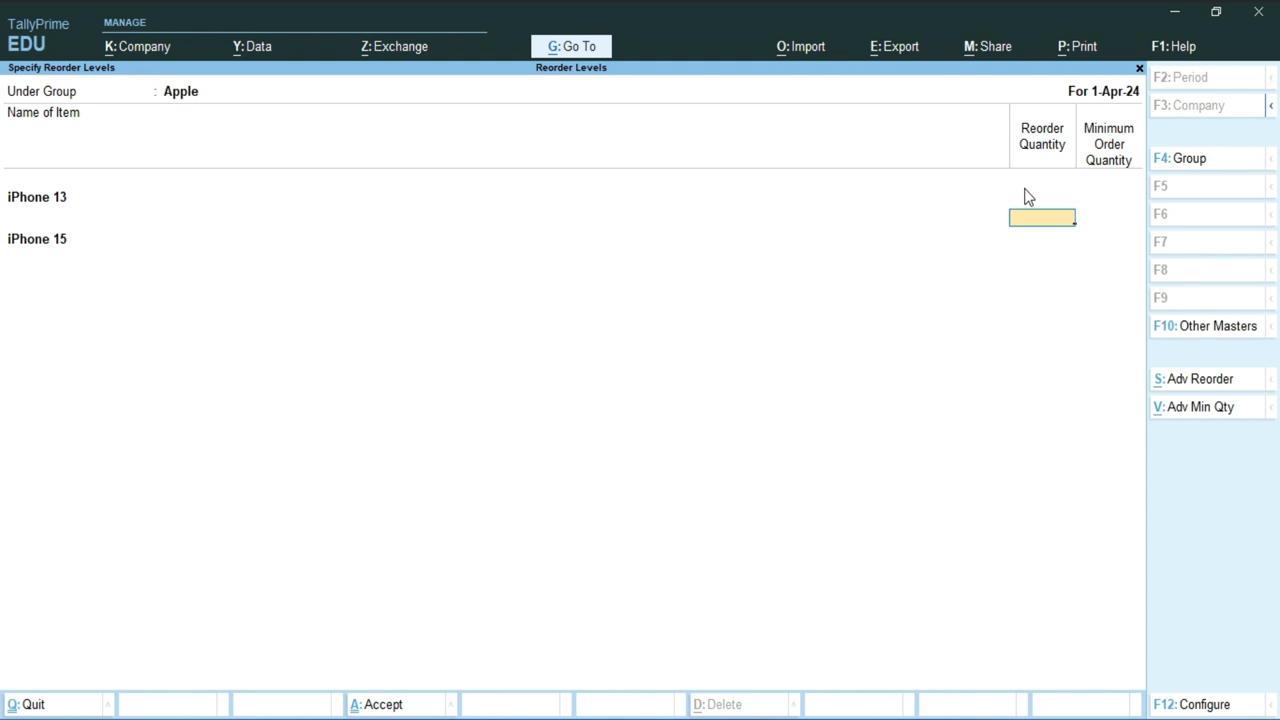 TallyPrime
EDU
MANAGE
K: Company
Y: Data
Z: Exchange
G: Go To
O: Import
E: Export
M: Share
P: Print
F1: Help
Specify Reorder Levels
Reorder Levels
Under Group : Apple
For 1-Apr-24
Name of Item
Reorder
Quantity
Minimum
Order
Quantity
iPhone 13
iPhone 15
F2: Period
F3: Company
F4: Group
F5
F6
F7
F8
F9
F10: Other Masters
S: Adv Reorder
V: Adv Min Qty
Q: Quit
A: Accept
D: Delete
F12: Configure